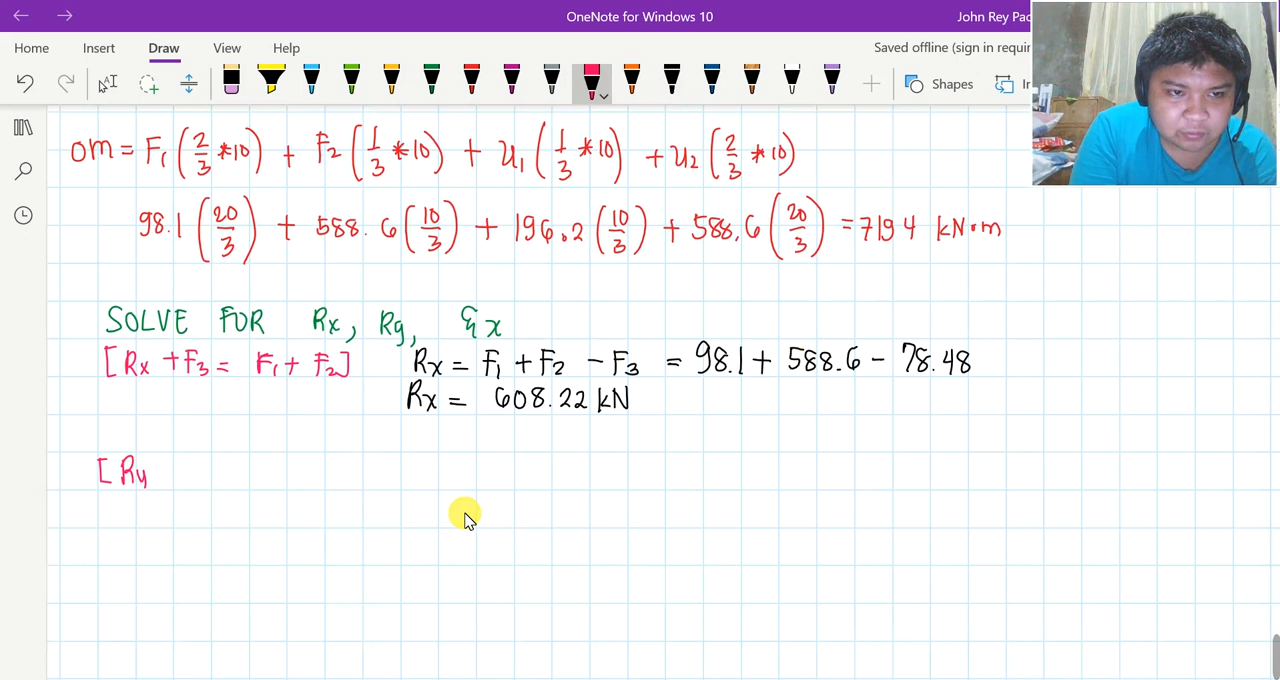 OneNote for Windows 10
John Rey Pac
Home Insert Draw View Help
Saved offline (sign in requir
Shapes In
OM = F₁ (2/3 *10) + F₂ (1/3 *10) + U₁ (1/3 *10) + U₂ (2/3 *10)
98.1 (20/3) + 588.6 (10/3) + 196.2 (10/3) + 588.6 (20/3) = 7194 kN·m
SOLVE FOR Rx, Ry, & x
[Rx + F₃ = F₁ + F₂] Rx = F₁ + F₂ - F₃ = 98.1 + 588.6 - 78.48
Rx = 608.22 kN
[ Ry